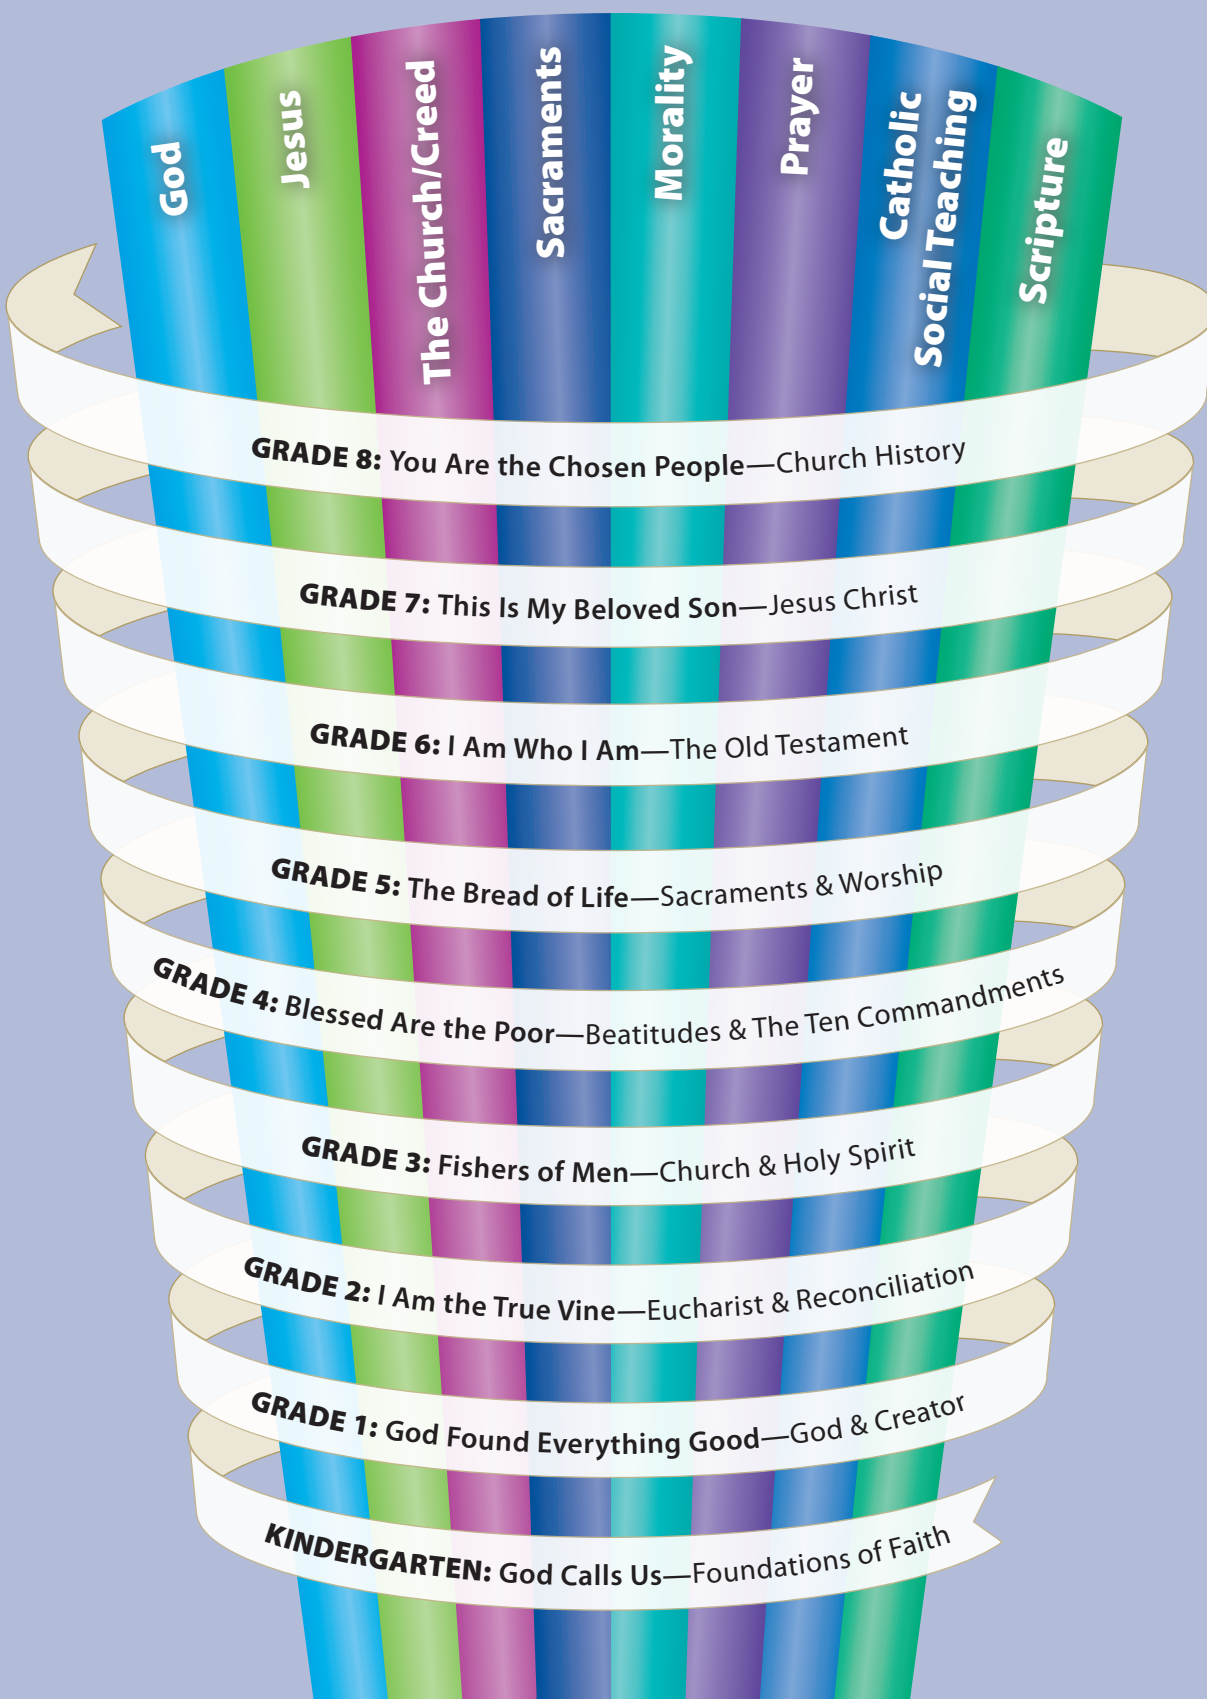 God
Jesus
The Church/Creed
Sacraments
Morality
Prayer
Catholic
Social Teaching
Scripture
GRADE 8: You Are the Chosen People—Church History
GRADE 7: This Is My Beloved Son—Jesus Christ
GRADE 6: I Am Who I Am—The Old Testament
GRADE 5: The Bread of Life—Sacraments & Worship
GRADE 4: Blessed Are the Poor—Beatitudes & The Ten Commandments
GRADE 3: Fishers of Men—Church & Holy Spirit
GRADE 2: I Am the True Vine—Eucharist & Reconciliation
GRADE 1: God Found Everything Good—God & Creator
KINDERGARTEN: God Calls Us—Foundations of Faith